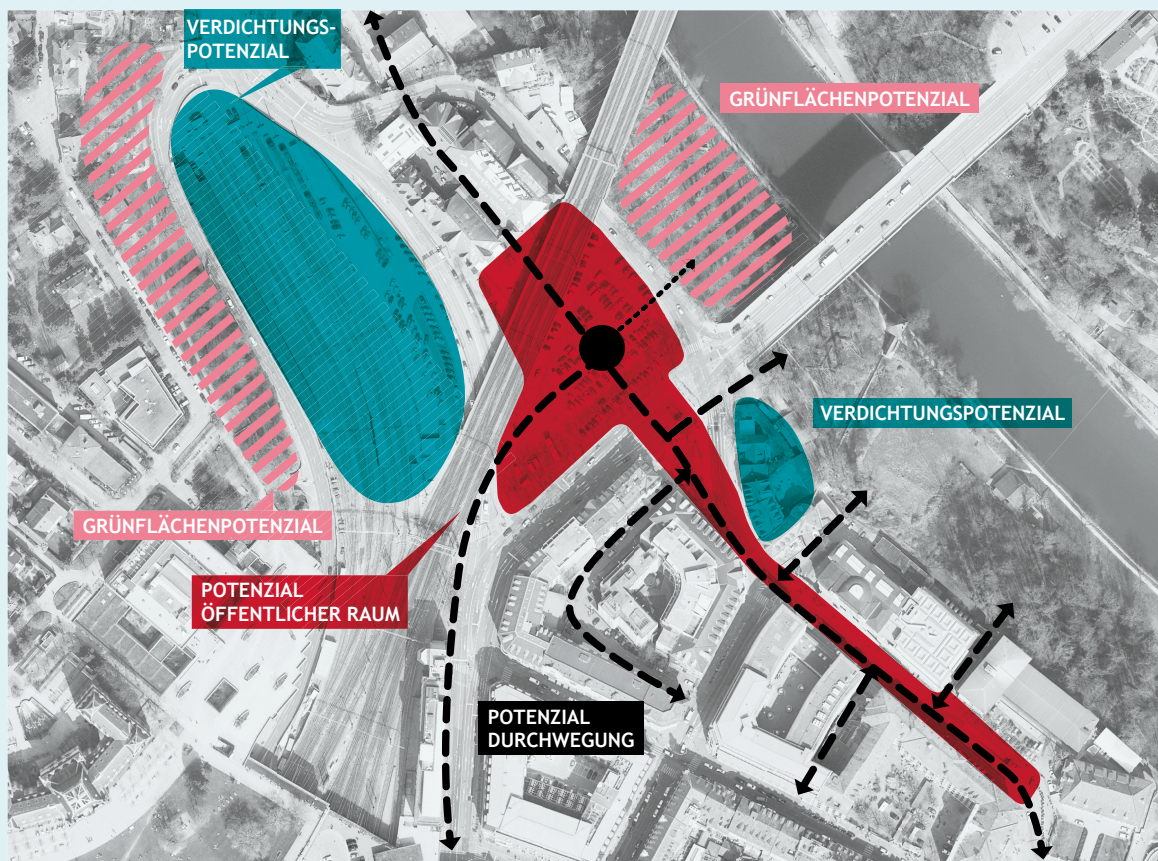 VERDICHTUNGS-
POTENZIAL
GRÜNFLÄCHENPOTENZIAL
VERDICHTUNGSPOTENZIAL
GRÜNFLÄCHENPOTENZIAL
POTENZIAL
ÖFFENTLICHER RAUM
POTENZIAL
DURCHWEGUNG